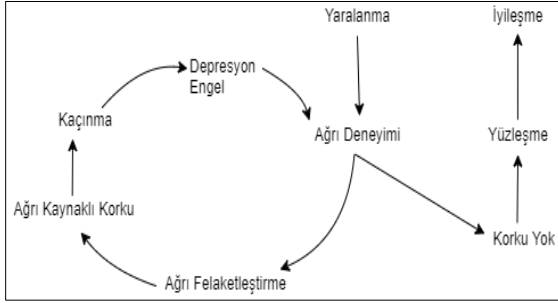 Yaralanma
İyileşme
Depresyon
Engel
Kaçınma
Ağrı Deneyimi
Yüzleşme
Ağrı Kaynaklı Korku
Korku Yok
Ağrı Felaketleştirme